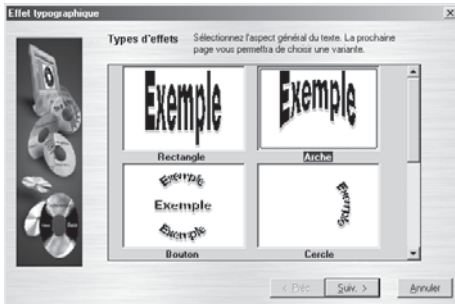 Effet typographique
Types d'effets
Sélectionnez l'aspect général du texte. La prochaine
page vous permettra de choisir une variante.
Exemple
Exemple
Rectangle
Arche
Exemple
Exemple
Exemple
Exemple
Bouton
Cercle
< Préc.
Suiv. >
Annuler